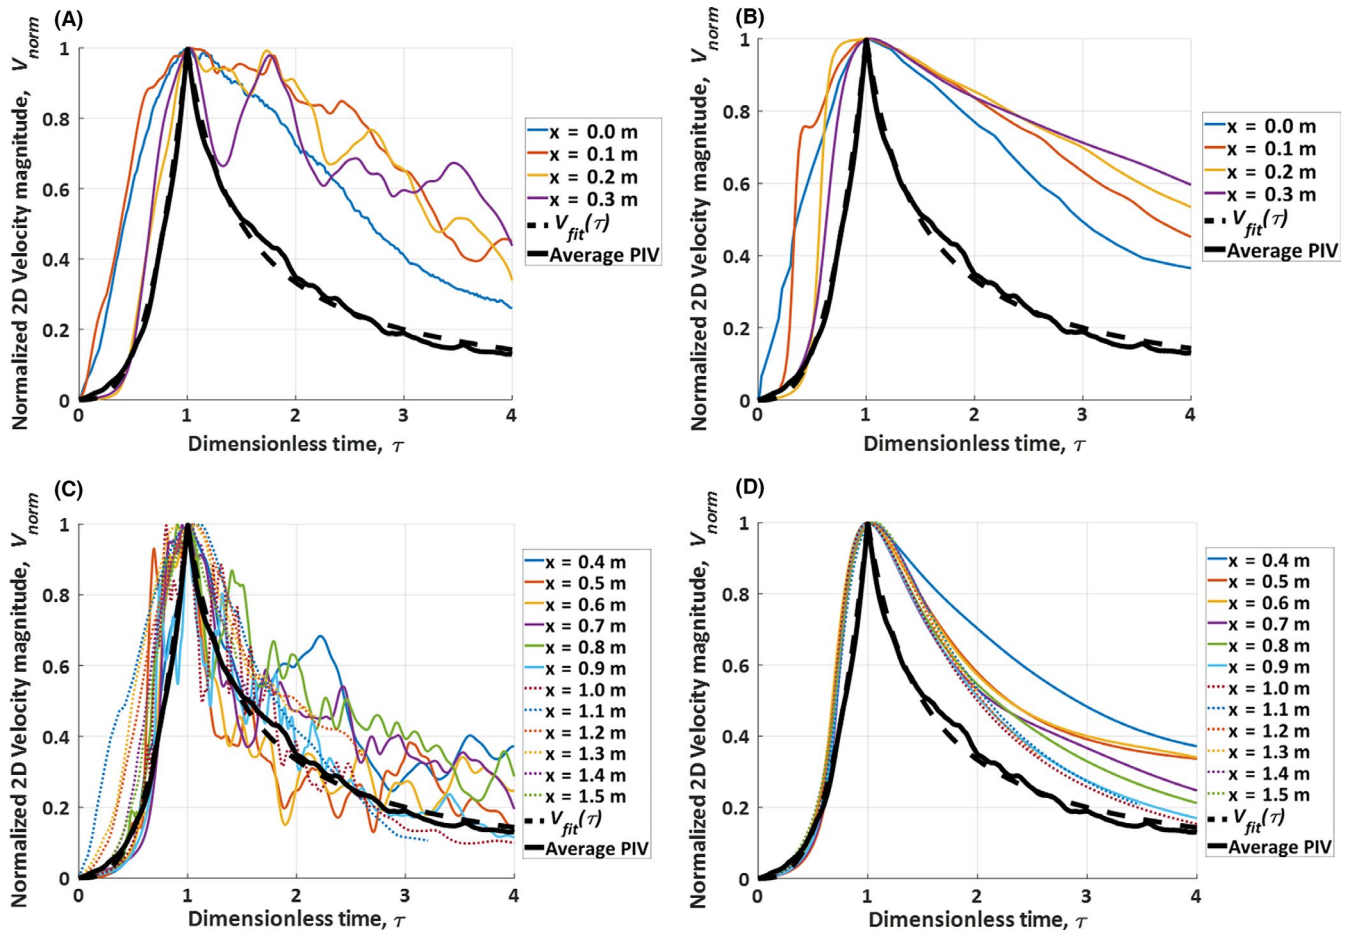 (A)
Normalized 2D Velocity magnitude, V_norm
1
0.8
0.6
0.4
0.2
0
0 1 2 3 4
Dimensionless time, τ
x = 0.0 m
x = 0.1 m
x = 0.2 m
x = 0.3 m
V_fit(τ)
Average PIV
(B)
Normalized 2D Velocity magnitude, V_norm
1
0.8
0.6
0.4
0.2
0
0 1 2 3 4
Dimensionless time, τ
x = 0.0 m
x = 0.1 m
x = 0.2 m
x = 0.3 m
V_fit(τ)
Average PIV
(C)
Normalized 2D Velocity magnitude, V_norm
1
0.8
0.6
0.4
0.2
0
0 1 2 3 4
Dimensionless time, τ
x = 0.4 m
x = 0.5 m
x = 0.6 m
x = 0.7 m
x = 0.8 m
x = 0.9 m
x = 1.0 m
x = 1.1 m
x = 1.2 m
x = 1.3 m
x = 1.4 m
x = 1.5 m
V_fit(τ)
Average PIV
(D)
Normalized 2D Velocity magnitude, V_norm
1
0.8
0.6
0.4
0.2
0
0 1 2 3 4
Dimensionless time, τ
x = 0.4 m
x = 0.5 m
x = 0.6 m
x = 0.7 m
x = 0.8 m
x = 0.9 m
x = 1.0 m
x = 1.1 m
x = 1.2 m
x = 1.3 m
x = 1.4 m
x = 1.5 m
V_fit(τ)
Average PIV